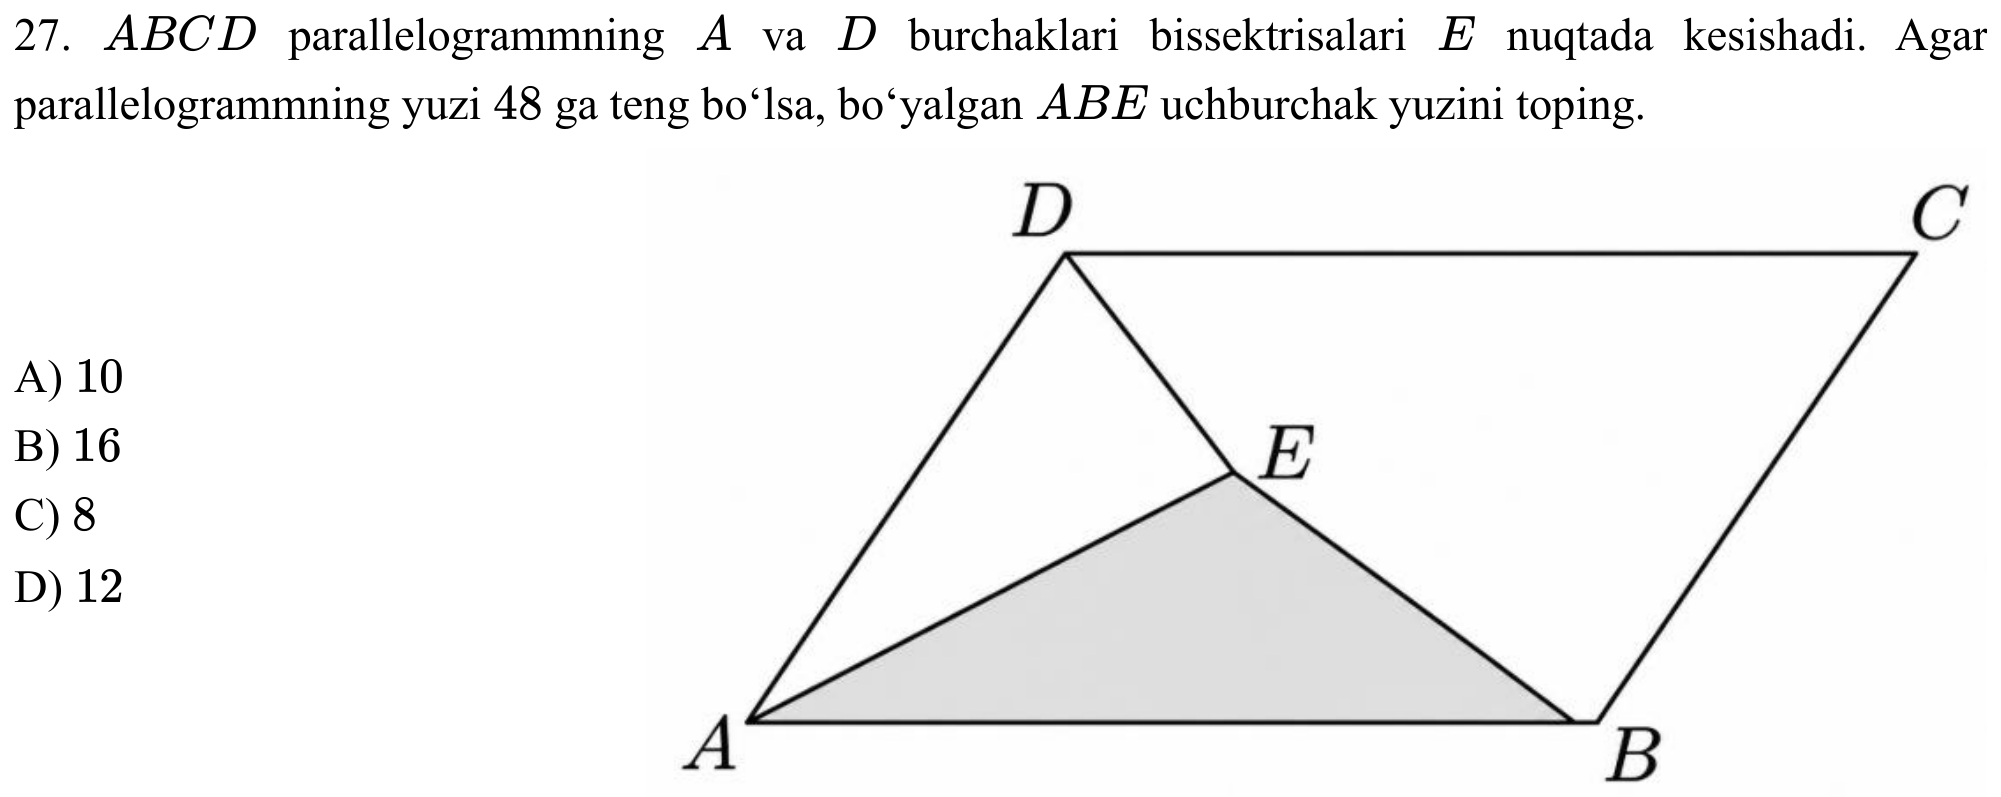 27. ABCD parallelogrammning A va D burchaklari bissektrisalari E nuqtada kesishadi. Agar
parallelogrammning yuzi 48 ga teng bo‘lsa, bo‘yalgan ABE uchburchak yuzini toping.
D
C
E
A) 10
B) 16
C) 8
D) 12
A
B